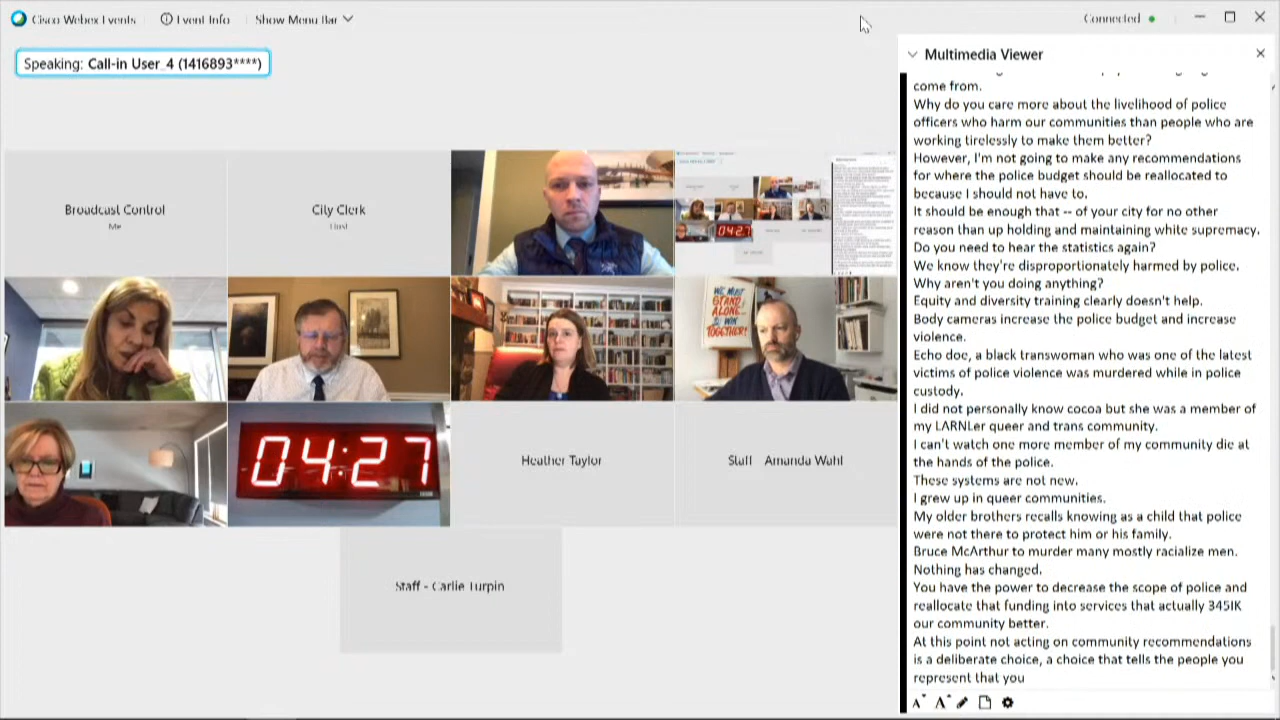 Cisco Webex Events
Event Info
Show Menu Bar
Connected
Speaking: Call-in User_4 (1416893****)
Multimedia Viewer
come from.
Why do you care more about the livelihood of police
officers who harm our communities than people who are
working tirelessly to make them better?
However, I'm not going to make any recommendations
for where the police budget should be reallocated to
because I should not have to.
It should be enough that -- of your city for no other
reason than up holding and maintaining white supremacy.
Do you need to hear the statistics again?
We know they're disproportionately harmed by police.
Why aren't you doing anything?
Equity and diversity training clearly doesn't help.
Body cameras increase the police budget and increase
violence.
Echo doe, a black transwoman who was one of the latest
victims of police violence was murdered while in police
custody.
I did not personally know cocoa but she was a member of
my LARNLer queer and trans community.
I can't watch one more member of my community die at
the hands of the police.
These systems are not new.
I grew up in queer communities.
My older brothers recalls knowing as a child that police
were not there to protect him or his family.
Bruce McArthur to murder many mostly racialize men.
Nothing has changed.
You have the power to decrease the scope of police and
reallocate that funding into services that actually 345IK
our community better.
At this point not acting on community recommendations
is a deliberate choice, a choice that tells the people you
represent that you
Broadcast
Me
City Clerk
Host
WE MUST
STAND
ALONE...
WIN
TOGETHER!
04:27
Heather Taylor
Staff Amanda Wahl
Staff - Carlie Turpin